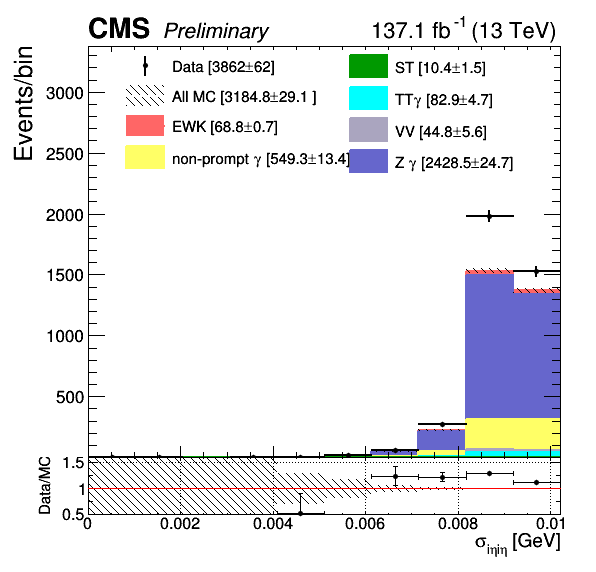 CMS Preliminary 137.1 fb⁻¹ (13 TeV)
Events/bin
Data [3862±62]
All MC [3184.8±29.1 ]
EWK [68.8±0.7]
non-prompt γ [549.3±13.4]
ST [10.4±1.5]
TTγ [82.9±4.7]
VV [44.8±5.6]
Z γ [2428.5±24.7]
3000
2500
2000
1500
1000
500
Data/MC
1.5
1
0.5
0 0.002 0.004 0.006 0.008 0.01
σiηiη [GeV]